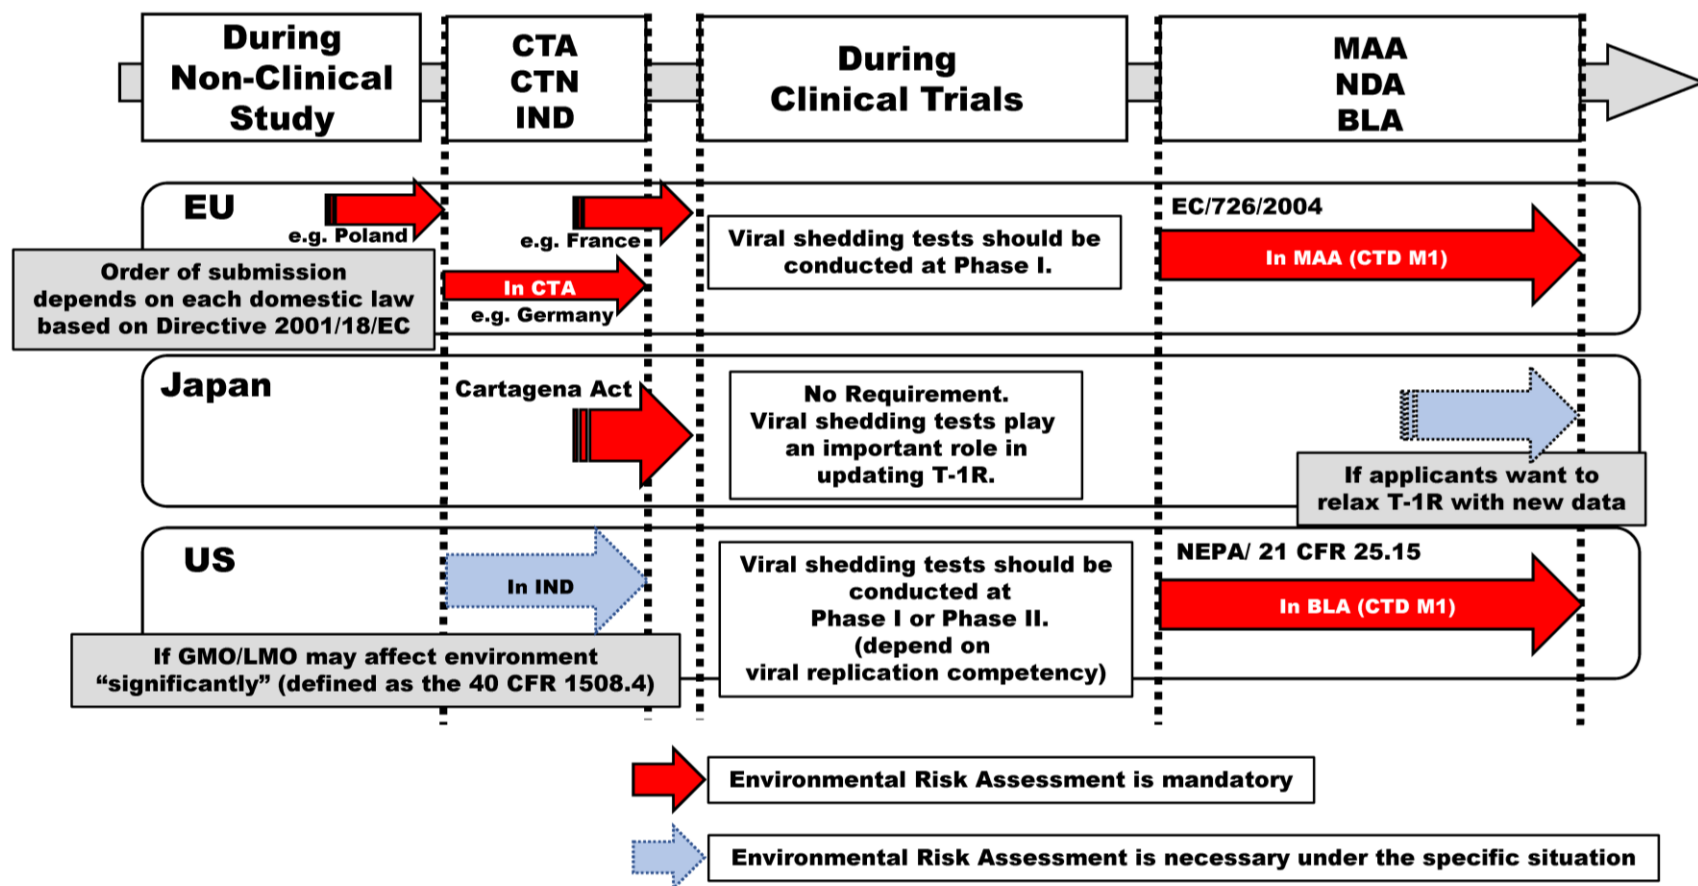 During
Non-Clinical
Study
CTA
CTN
IND
During
Clinical Trials
MAA
NDA
BLA
EU
e.g. Poland
e.g. France
In CTA
e.g. Germany
Order of submission
depends on each domestic law
based on Directive 2001/18/EC
Viral shedding tests should be
conducted at Phase I.
EC/726/2004
In MAA (CTD M1)
Japan
Cartagena Act
No Requirement.
Viral shedding tests play
an important role in
updating T-1R.
If applicants want to
relax T-1R with new data
US
In IND
If GMO/LMO may affect environment
“significantly” (defined as the 40 CFR 1508.4)
Viral shedding tests should be
conducted at
Phase I or Phase II.
(depend on
viral replication competency)
NEPA/ 21 CFR 25.15
In BLA (CTD M1)
Environmental Risk Assessment is mandatory
Environmental Risk Assessment is necessary under the specific situation